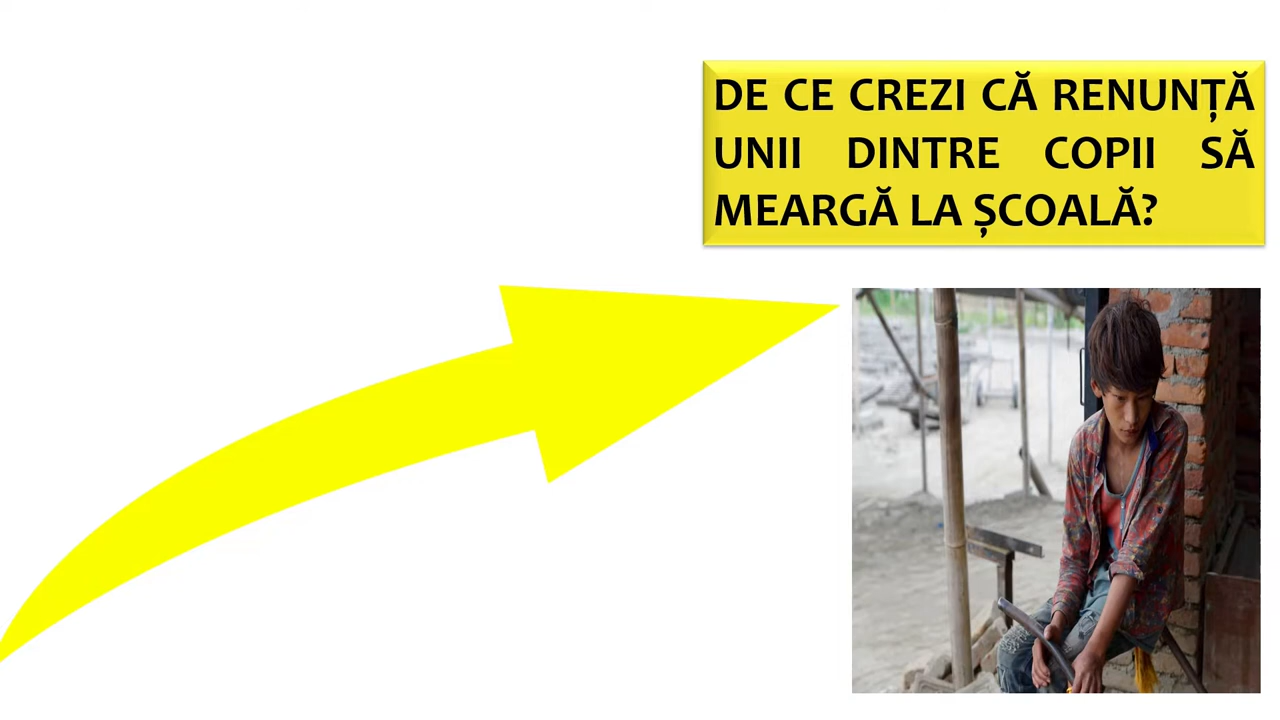 DE CE CREZI CĂ RENUNȚĂ
UNII DINTRE COPII SĂ
MEARGĂ LA ȘCOALĂ?